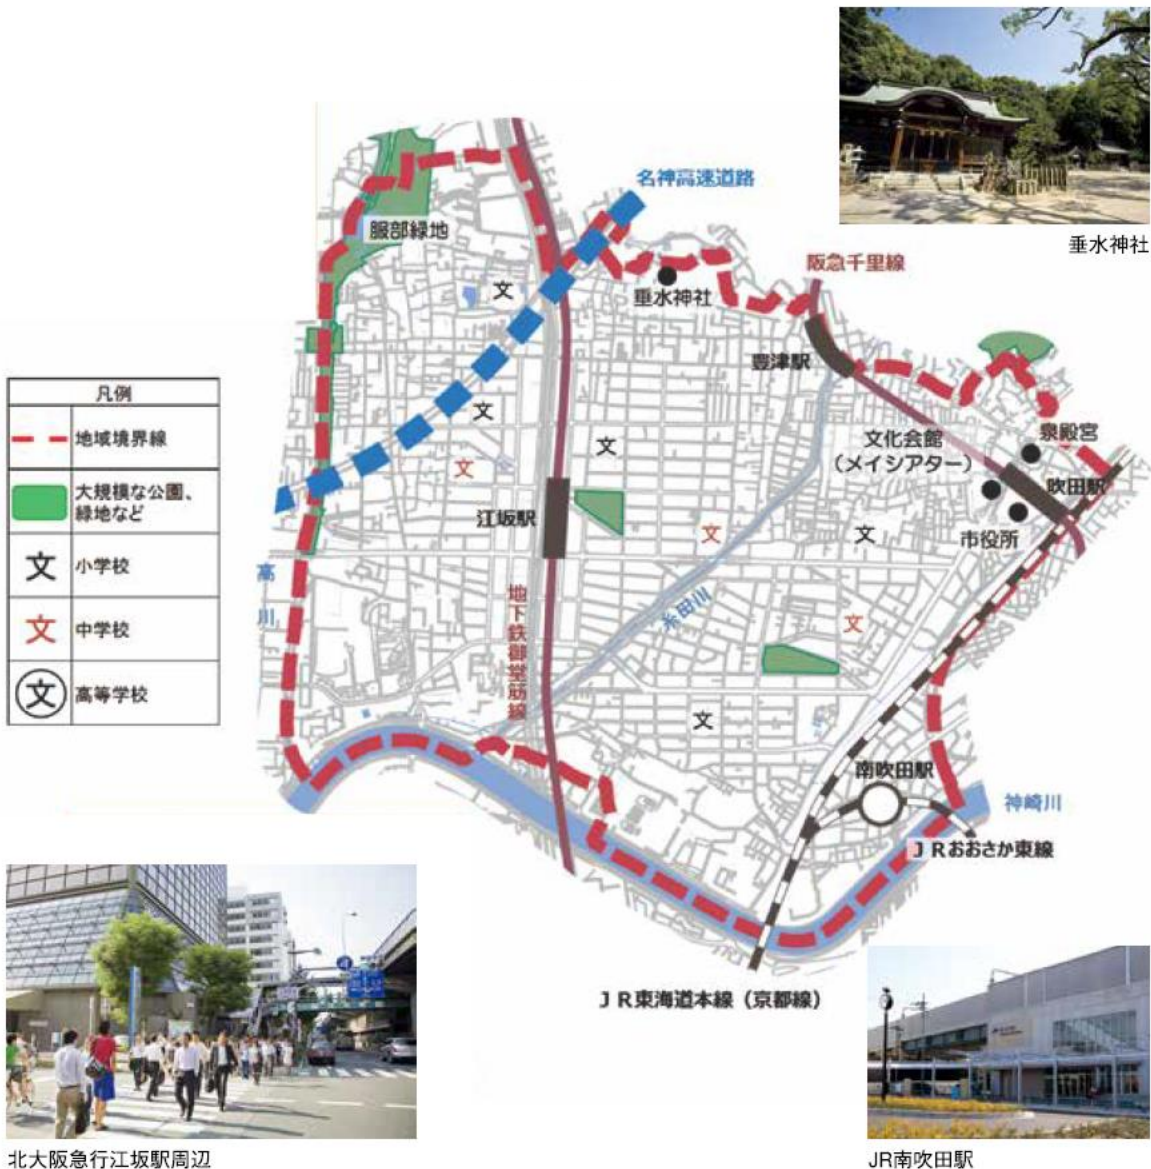 垂水神社
名神高速道路
服部緑地
阪急千里線
文
垂水神社
豊津駅
凡例
地域境界線
大規模な公園、
緑地など
文
小学校
文
中学校
文
高等学校
文
文
文
泉殿宮
文化会館
（メイシアター）
吹田駅
江坂駅
文
文
市役所
高川
地下鉄御堂筋線
糸田川
文
文
南吹田駅
神崎川
ＪＲおおさか東線
ＪＲ東海道本線（京都線）
北大阪急行江坂駅周辺
JR南吹田駅